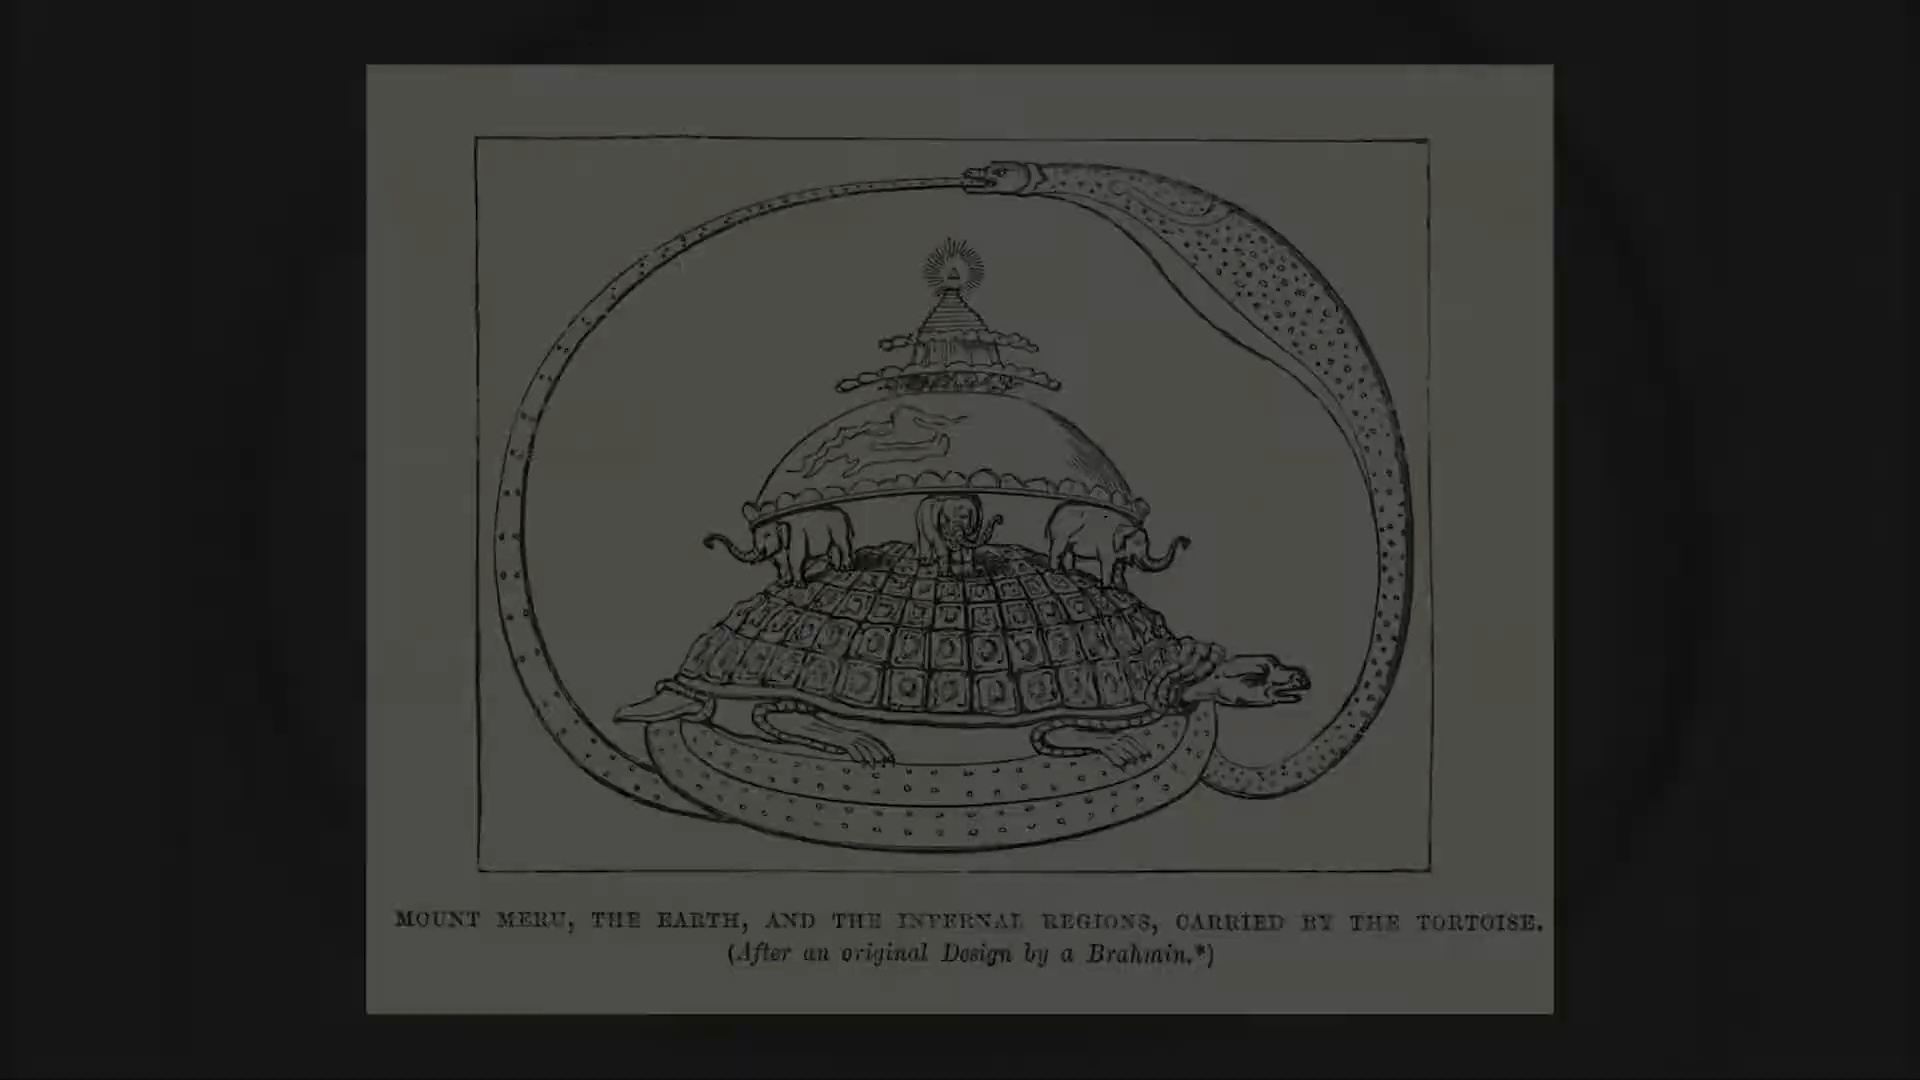 MOUNT MERU, THE EARTH, AND THE INFERNAL REGIONS, CARRIED BY THE TORTOISE.
(After an original Design by a Brahmin.*)